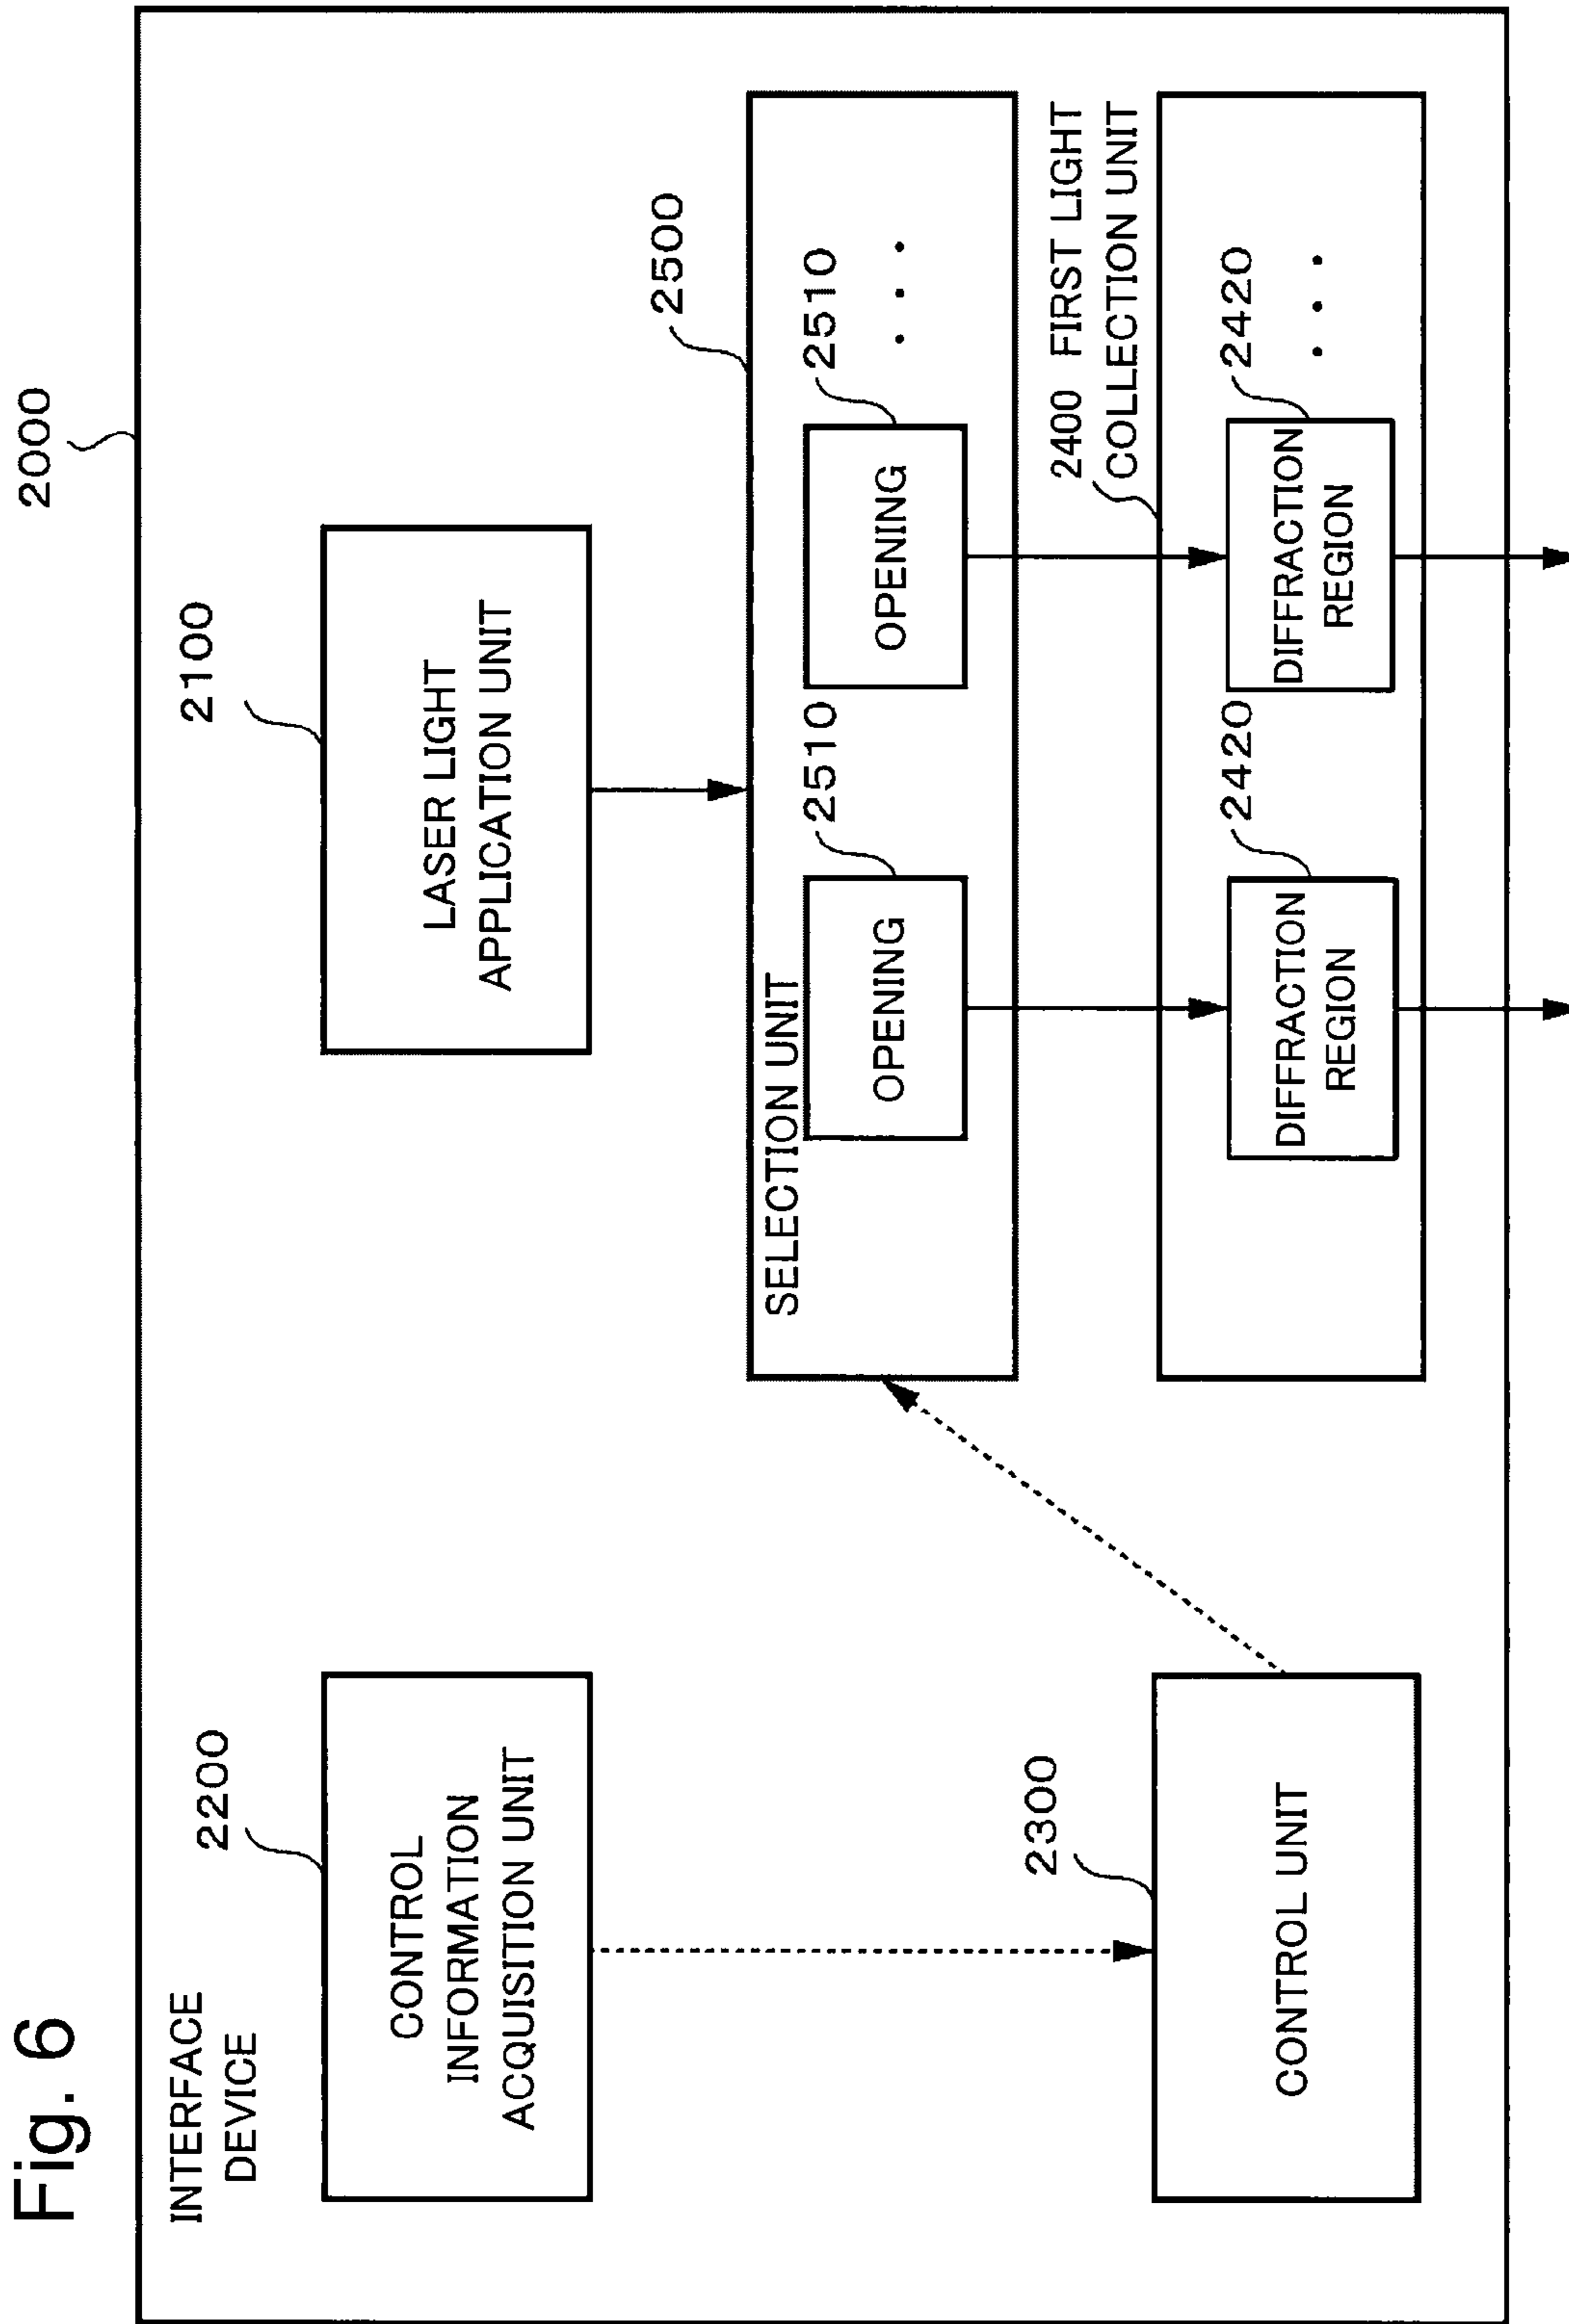 Fig. 6
2000
INTERFACE
DEVICE
2200
CONTROL
INFORMATION
ACQUISITION UNIT
2100
LASER LIGHT
APPLICATION UNIT
2500
SELECTION UNIT
2510
OPENING
2510
OPENING
2300
CONTROL UNIT
2400 FIRST LIGHT
COLLECTION UNIT
2420
DIFFRACTION
REGION
2420
DIFFRACTION
REGION